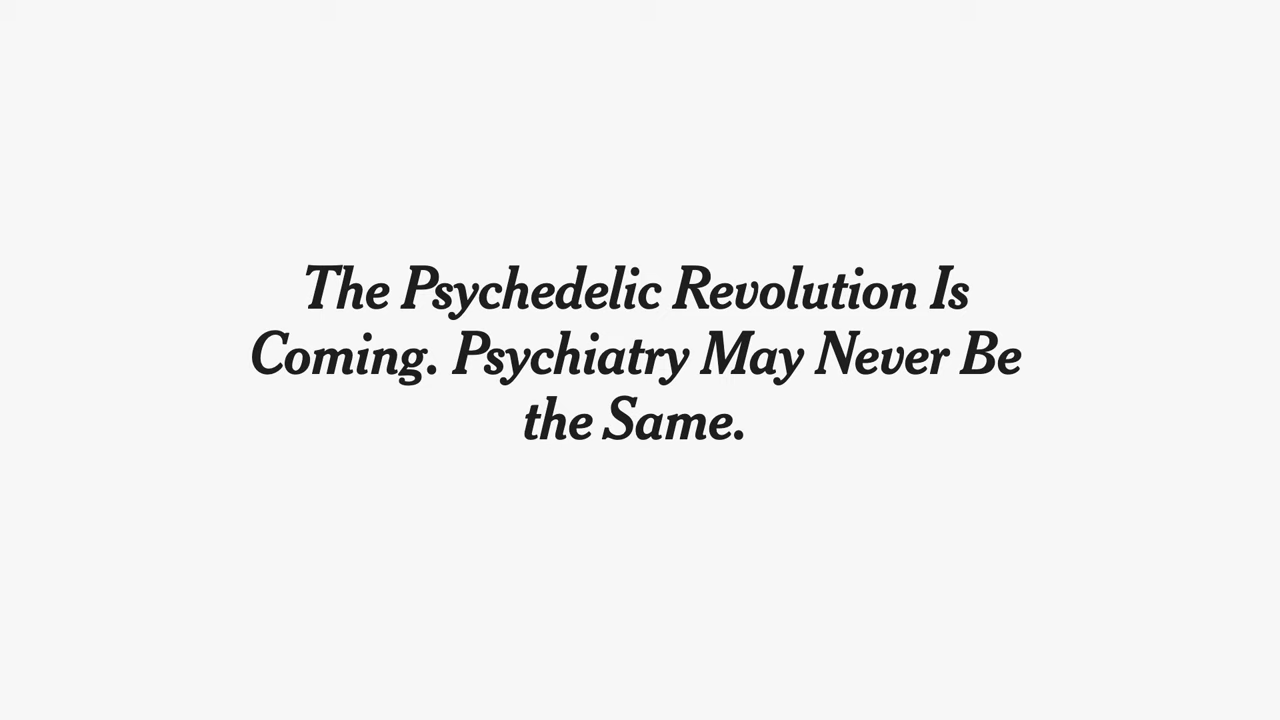 The Psychedelic Revolution Is
Coming. Psychiatry May Never Be
the Same.